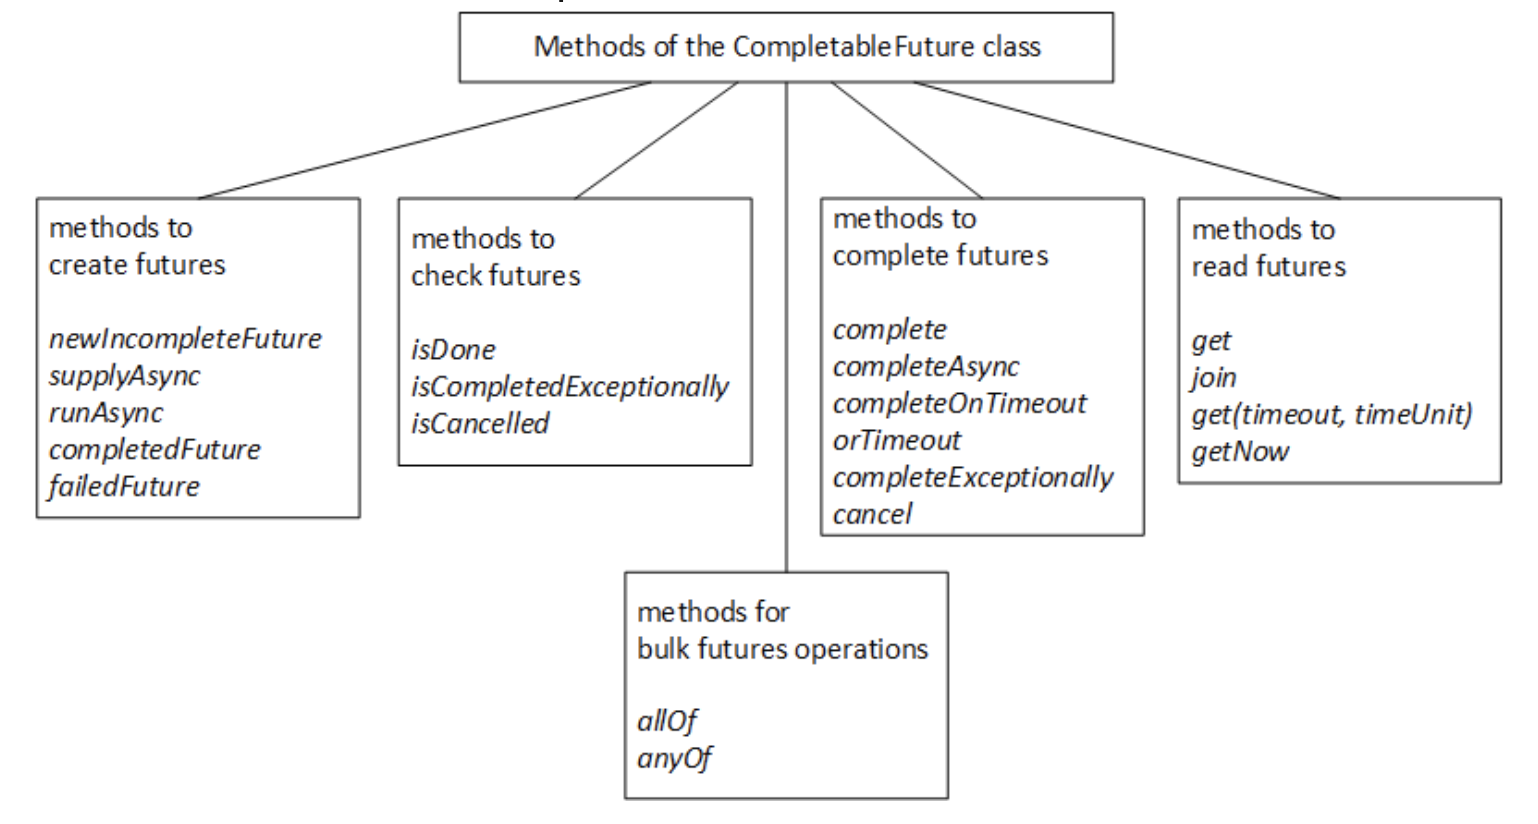 Methods of the CompletableFuture class
methods to
create futures
newIncompleteFuture
supplyAsync
runAsync
completedFuture
failedFuture
methods to
check futures
isDone
isCompletedExceptionally
isCancelled
methods to
complete futures
complete
completeAsync
completeOnTimeout
orTimeout
completeExceptionally
cancel
methods to
read futures
get
join
get(timeout, timeUnit)
getNow
methods for
bulk futures operations
allOf
anyOf